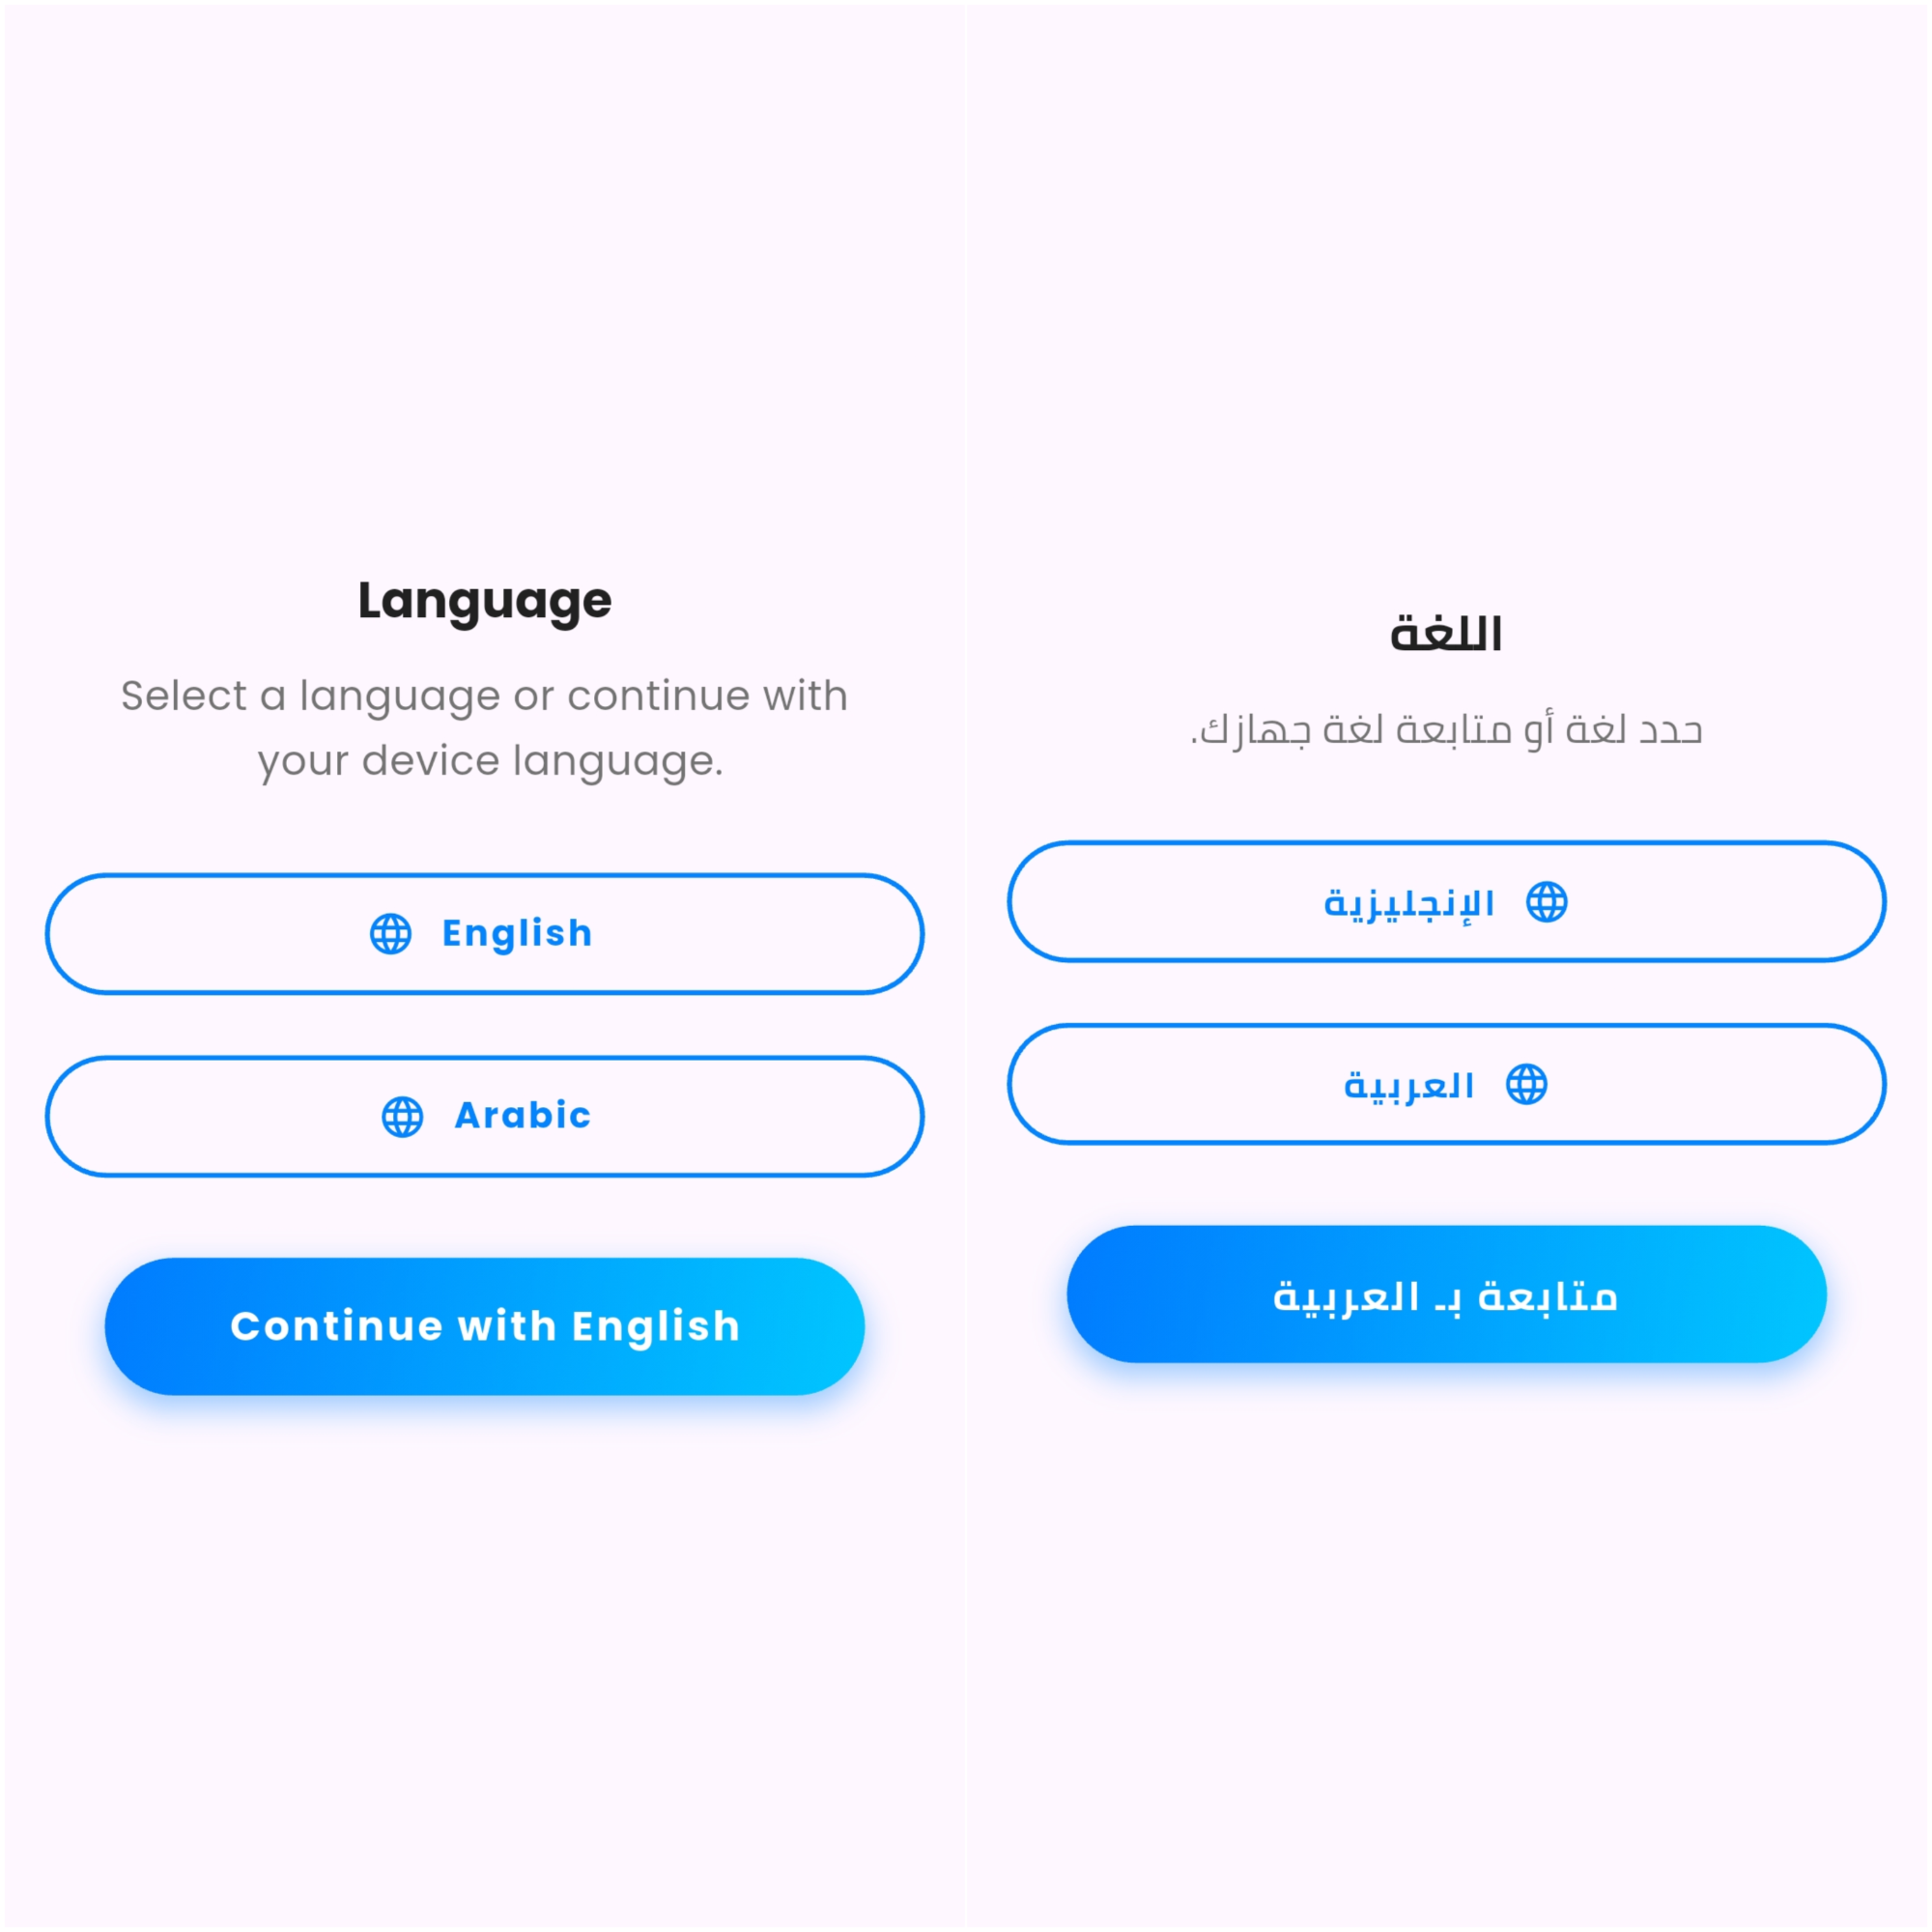 Language
Select a language or continue with
your device language.
English
Arabic
Continue with English
اللغة
حدد لغة أو متابعة لغة جهازك.
الإنجليزية
العربية
متابعة بـ العربية